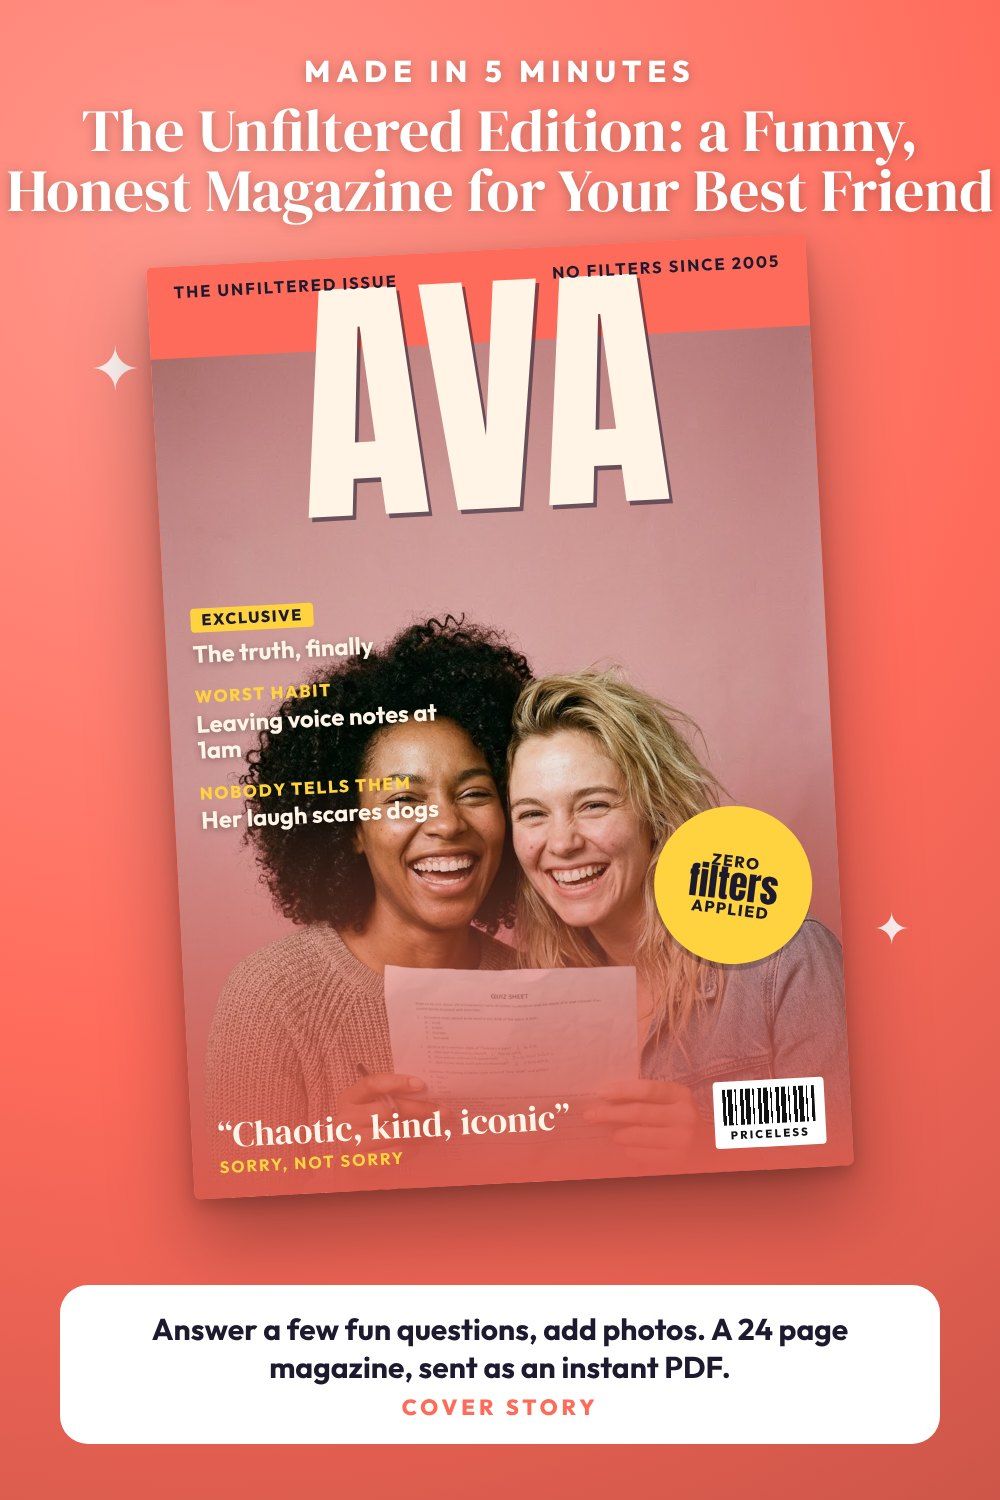 MADE IN 5 MINUTES
The Unfiltered Edition: a Funny,
Honest Magazine for Your Best Friend
THE UNFILTERED ISSUE
NO FILTERS SINCE 2005
AVA
EXCLUSIVE
The truth, finally
WORST HABIT
Leaving voice notes at
1am
NOBODY TELLS THEM
Her laugh scares dogs
ZERO
filters
APPLIED
QUIZ SHEET
"Chaotic, kind, iconic"
SORRY, NOT SORRY
PRICELESS
Answer a few fun questions, add photos. A 24 page
magazine, sent as an instant PDF.
COVER STORY